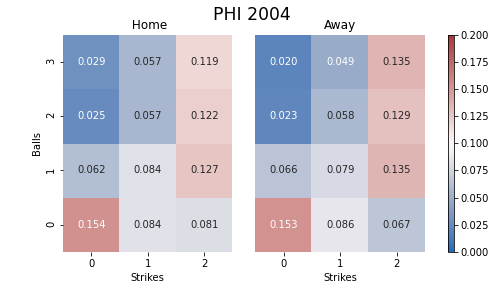 PHI 2004
Home Away
3 0.029 0.057 0.119 0.020 0.049 0.135
2 0.025 0.057 0.122 0.023 0.058 0.129
1 0.062 0.084 0.127 0.066 0.079 0.135
0 0.154 0.084 0.081 0.153 0.086 0.067
Balls
0 1 2 0 1 2
Strikes Strikes
0.200
0.175
0.150
0.125
0.100
0.075
0.050
0.025
0.000